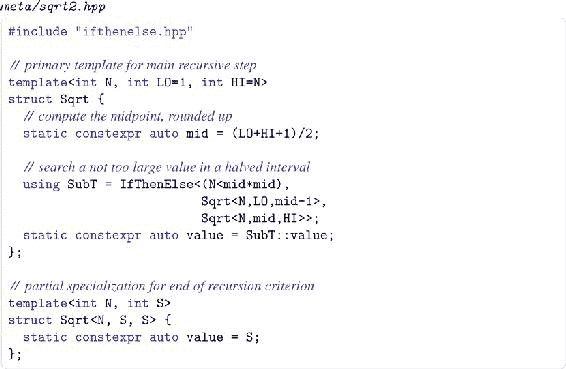 meta/sqrt2.hpp
#include "ifthenelse.hpp"
// primary template for main recursive step
template<int N, int LO=1, int HI=N>
struct Sqrt {
// compute the midpoint, rounded up
static constexpr auto mid = (LO+HI+1)/2;
// search a not too large value in a halved interval
using SubT = IfThenElse<(N<mid*mid),
Sqrt<N,LO,mid-1>,
Sqrt<N,mid,HI>>;
static constexpr auto value = SubT::value;
};
// partial specialization for end of recursion criterion
template<int N, int S>
struct Sqrt<N, S, S> {
static constexpr auto value = S;
};